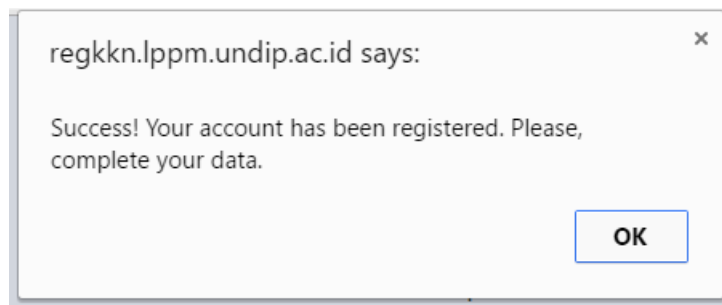 regkkn.lppm.undip.ac.id says:
Success! Your account has been registered. Please,
complete your data.
OK